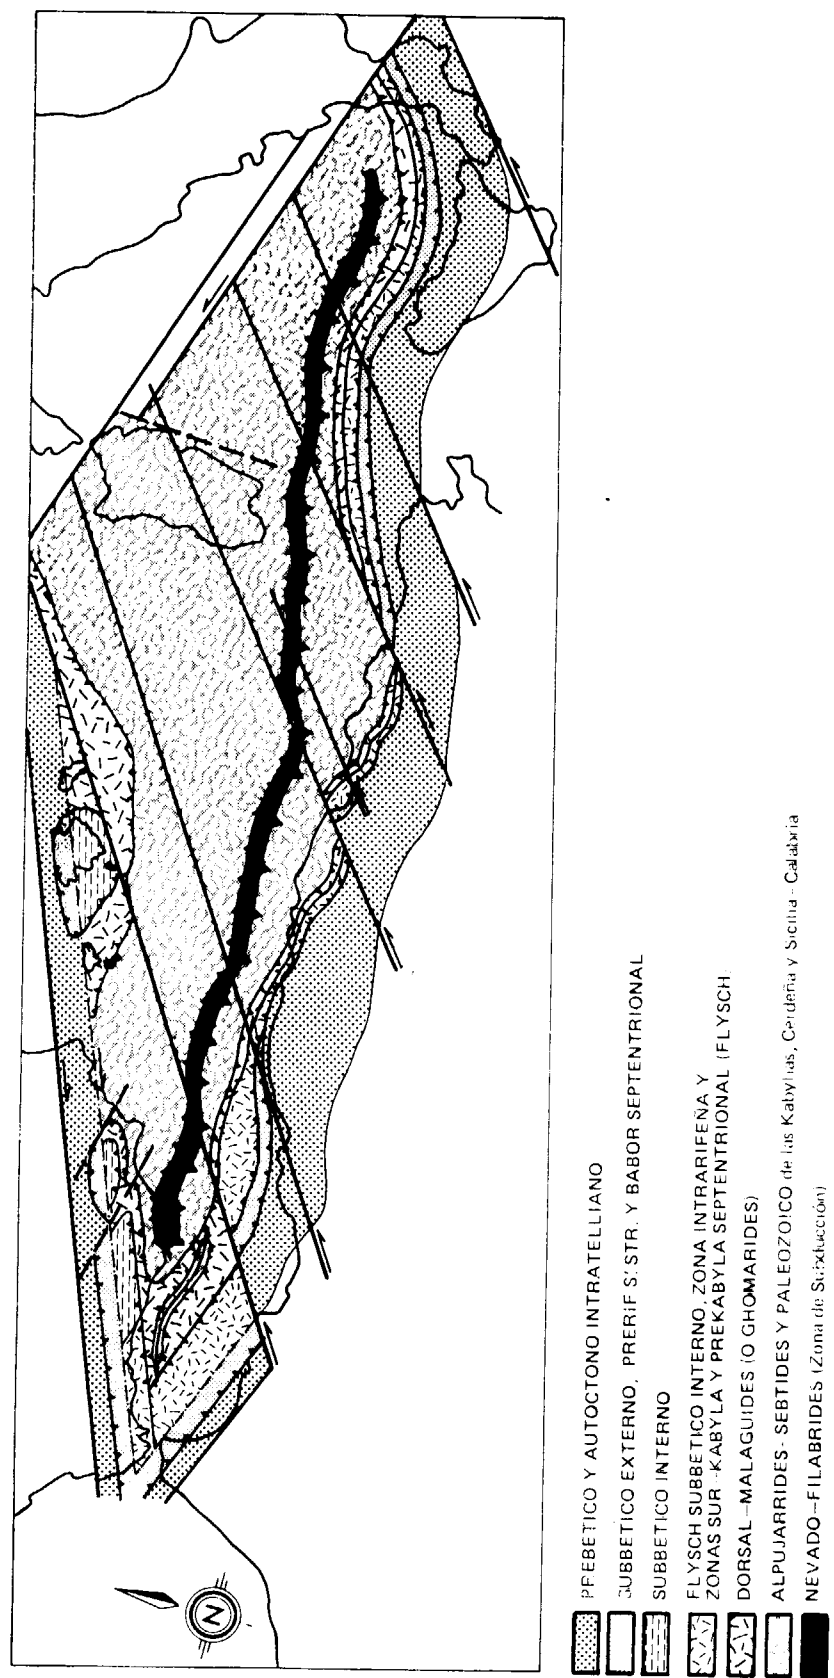 N
PREBETICO Y AUTOCTONO INTRATELLIANO
SUBBETICO EXTERNO, PRERIF S. STR. Y BABOR SEPTENTRIONAL
SUBBETICO INTERNO
FLYSCH SUBBETICO INTERNO, ZONA INTRARIFEÑA Y
ZONAS SUR-KABYLA Y PREKABYLA SEPTENTRIONAL (FLYSCH
DORSAL-MALAGUIDES (O GHOMARIDES)
ALPUJARRIDES-SEBTIDES Y PALEOZOICO de las Kabylias, Cerdeña y Sicilia-Calabria
NEVADO-FILABRIDES (Zona de Subducción)